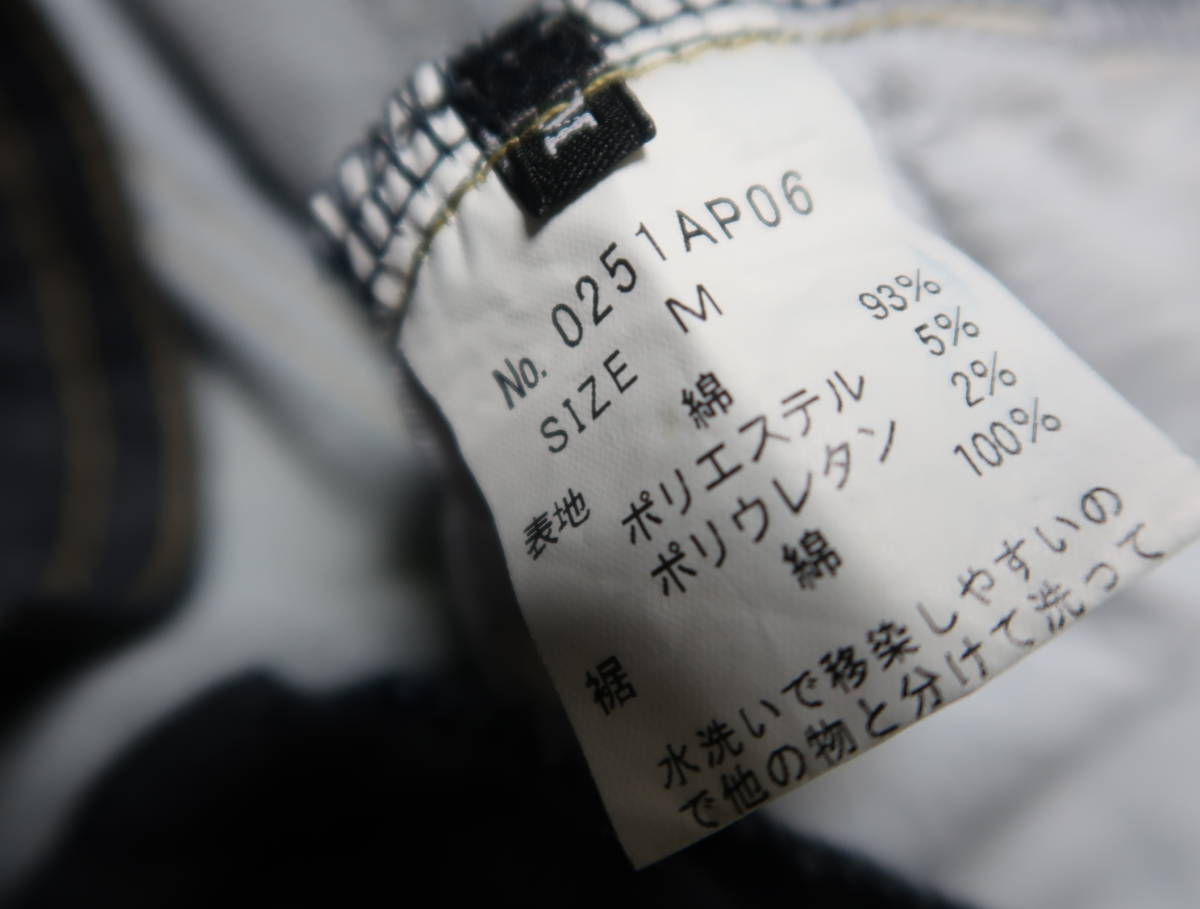 No. 0251AP06
SIZE M
表地 綿 93%
ポリエステル 5%
ポリウレタン 2%
裾 綿 100%
水洗いで移染しやすいの
で他の物と分けて洗って